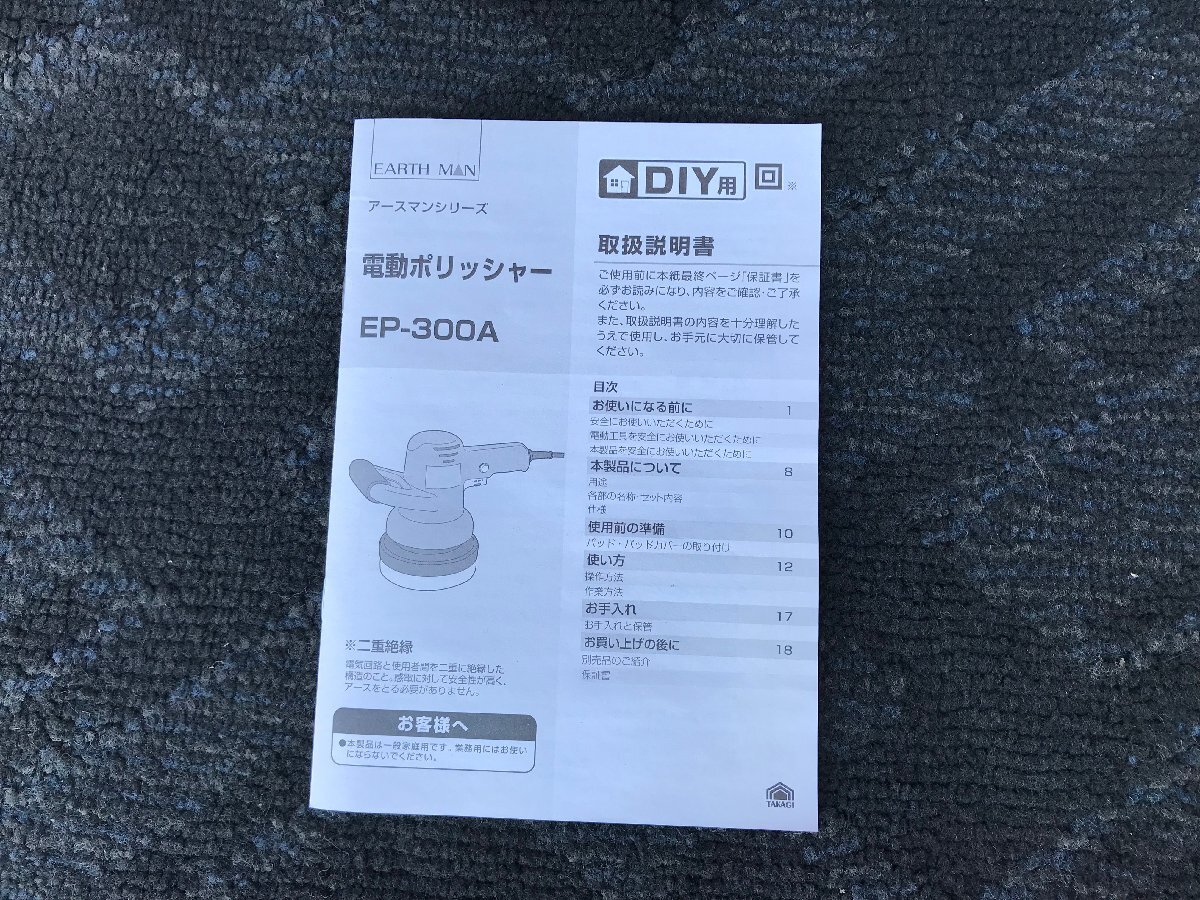 EARTH MAN
アースマンシリーズ
電動ポリッシャー
EP-300A
※二重絶縁
電気回路と使用者間を二重に絶縁した
構造のこと。感電に対して安全性が高く、
アースをとる必要がありません。
お客様へ
●本製品は一般家庭用です。業務用にはお使い
にならないでください。
DIY用
※
取扱説明書
ご使用前に本紙最終ページ「保証書」を
必ずお読みになり、内容をご確認・ご了承
ください。
また、取扱説明書の内容を十分理解した
うえで使用し、お手元に大切に保管して
ください。
目次
お使いになる前に 1
安全にお使いいただくために
電動工具を安全にお使いいただくために
本製品を安全にお使いいただくために
本製品について 8
用途
各部の名称・セット内容
仕様
使用前の準備 10
パッド・パッドカバーの取り付け
使い方 12
操作方法
作業方法
お手入れ 17
お手入れと保管
お買い上げの後に 18
別売品のご紹介
保証書
TAKAGI